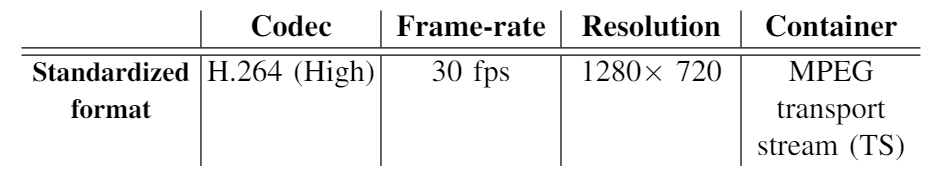 Codec Frame-rate Resolution Container
Standardized H.264 (High) 30 fps 1280× 720 MPEG
format transport
stream (TS)